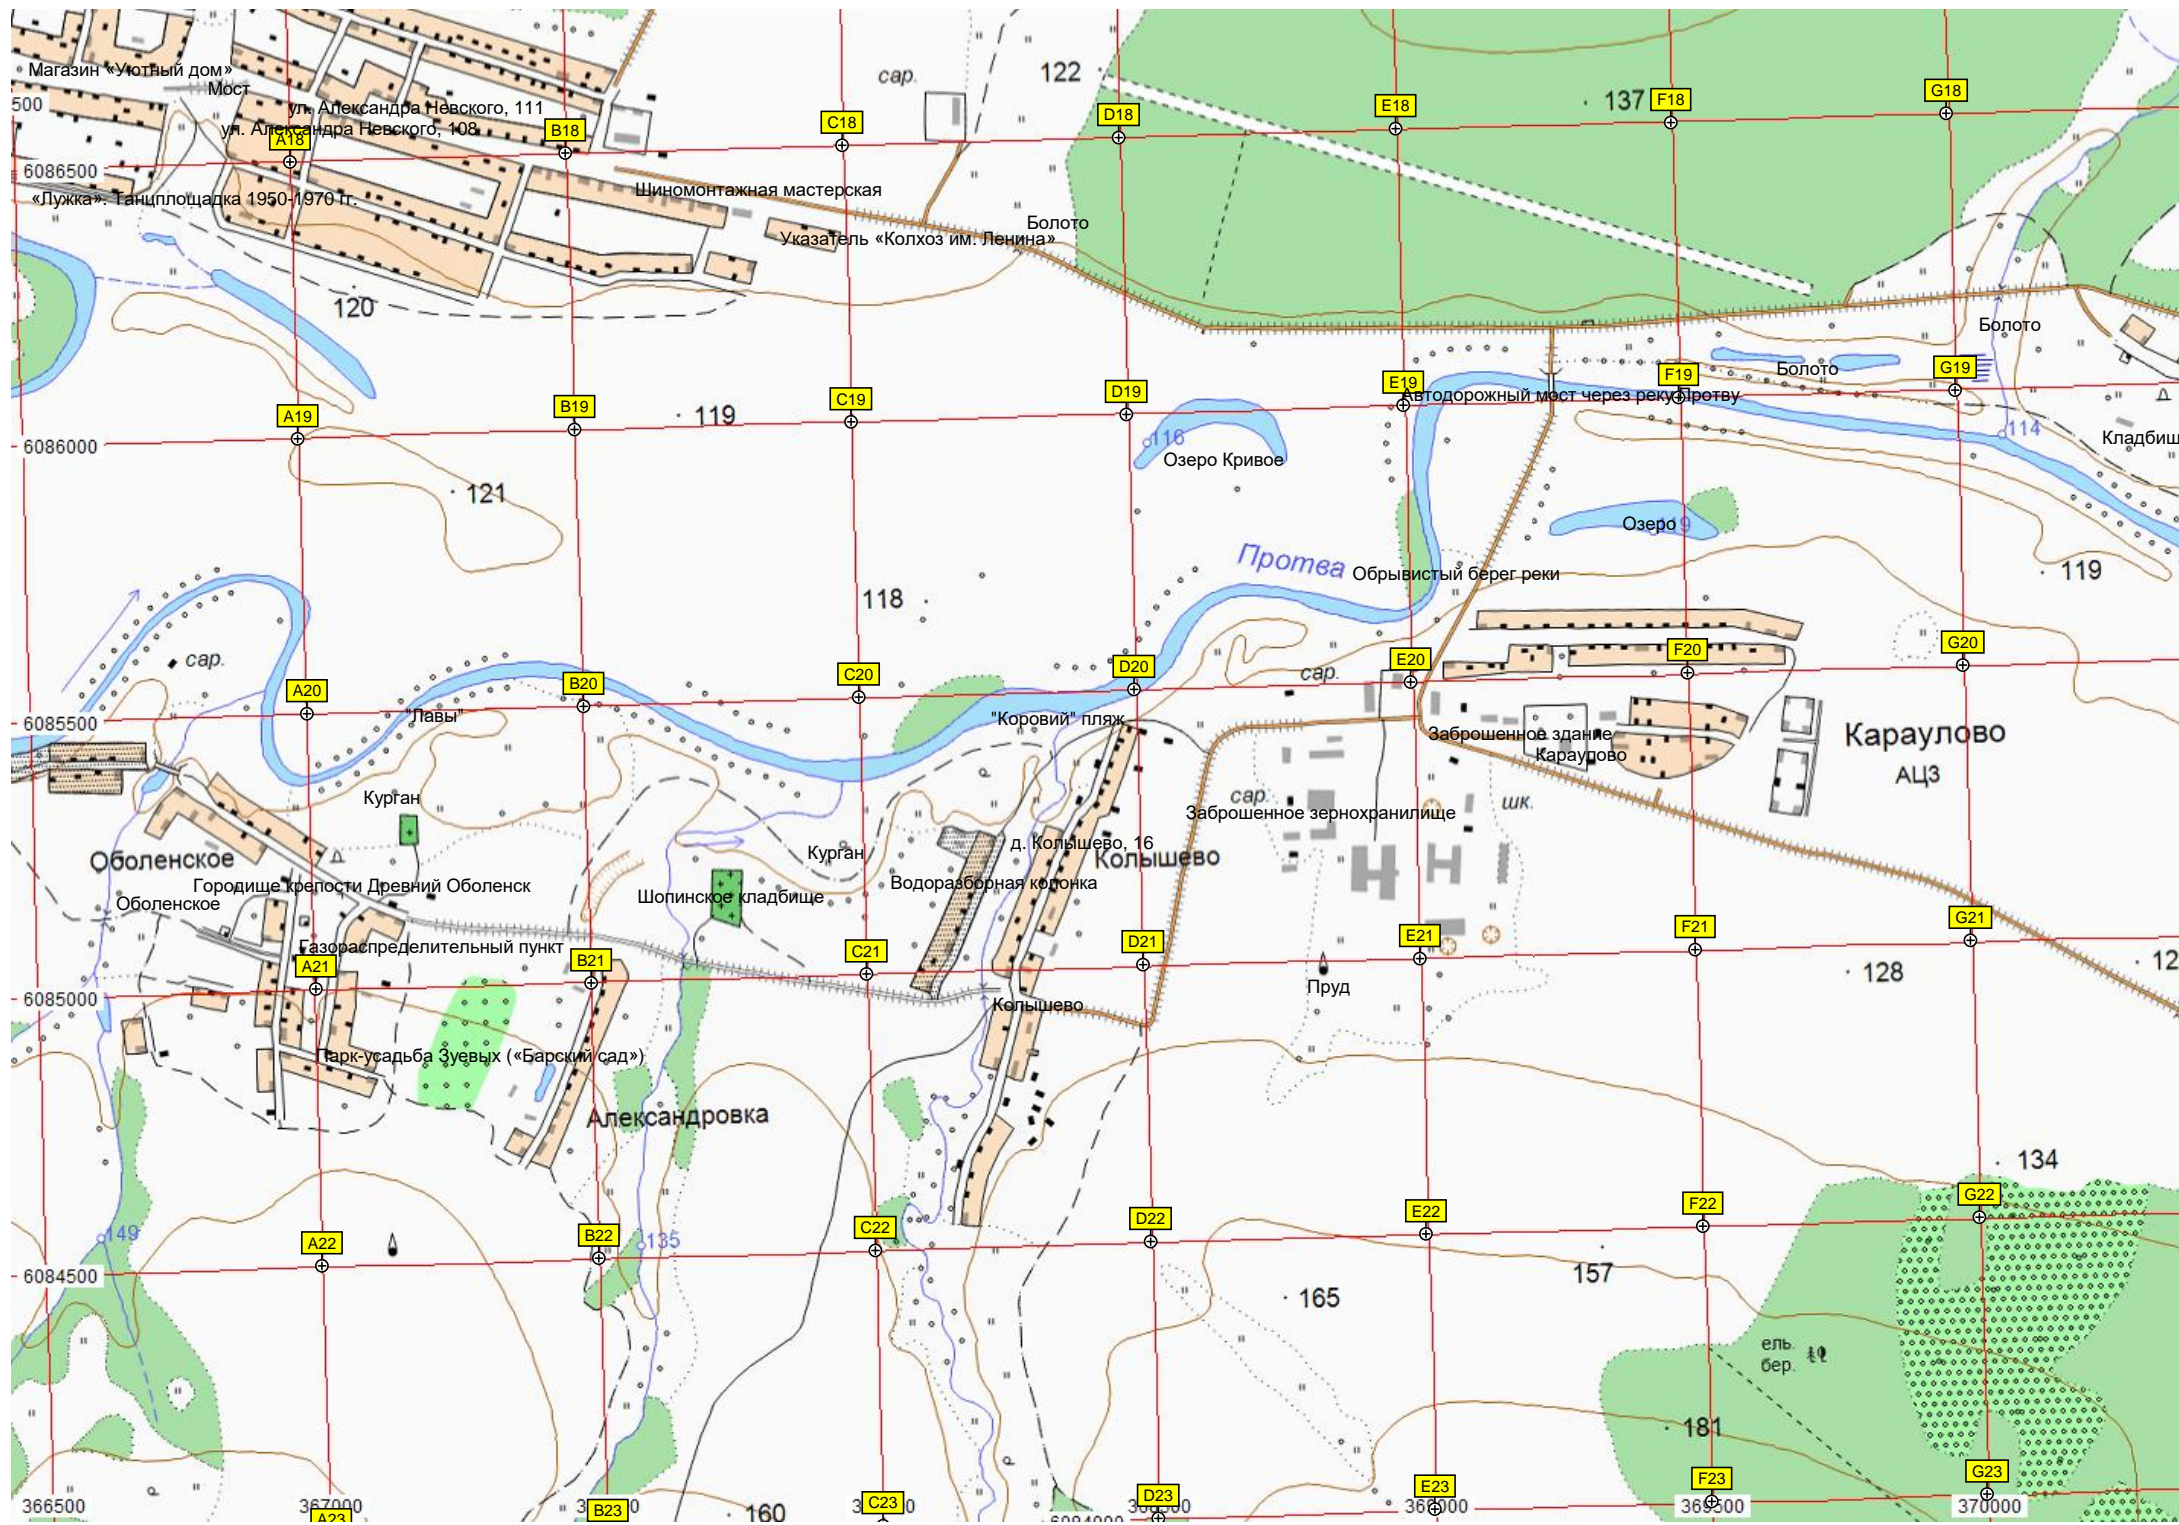 сар.
122
Магазин «Уютный дом»
Мост
500
ул. Александра Невского, 111
ул. Александра Невского, 108
137
A18
B18
C18
D18
E18
F18
G18
6086500
«Лужка». Танцплощадка 1950-1970 гг.
Шиномонтажная мастерская
Болото
Указатель «Колхоз им. Ленина»
120
Болото
Болото
A19
B19
C19
D19
E19
F19
G19
Автодорожный мост через реку Протву
119
116
114
6086000
Озеро Кривое
Кладбищ
121
Озеро
119
Протва
Обрывистый берег реки
118
119
сар.
сар.
A20
B20
C20
D20
E20
F20
G20
6085500
"Лавы"
"Коровий" пляж
Заброшенное здание
Караулово
Караулово
АЦЗ
Курган
сар.
шк.
Заброшенное зернохранилище
д. Колышево, 16
Колышево
Курган
Оболенское
Городище крепости Древний Оболенск
Оболенское
Водоразборная колонка
Шопинское кладбище
Газораспределительный пункт
A21
B21
C21
D21
E21
F21
G21
128
12
Пруд
6085000
Колышево
Парк-усадьба Зуевых («Барский сад»)
Александровка
134
A22
B22
C22
D22
E22
F22
G22
149
135
6084500
157
165
ель.
бер.
181
A23
B23
C23
D23
E23
F23
G23
366500
367000
160
369500
370000